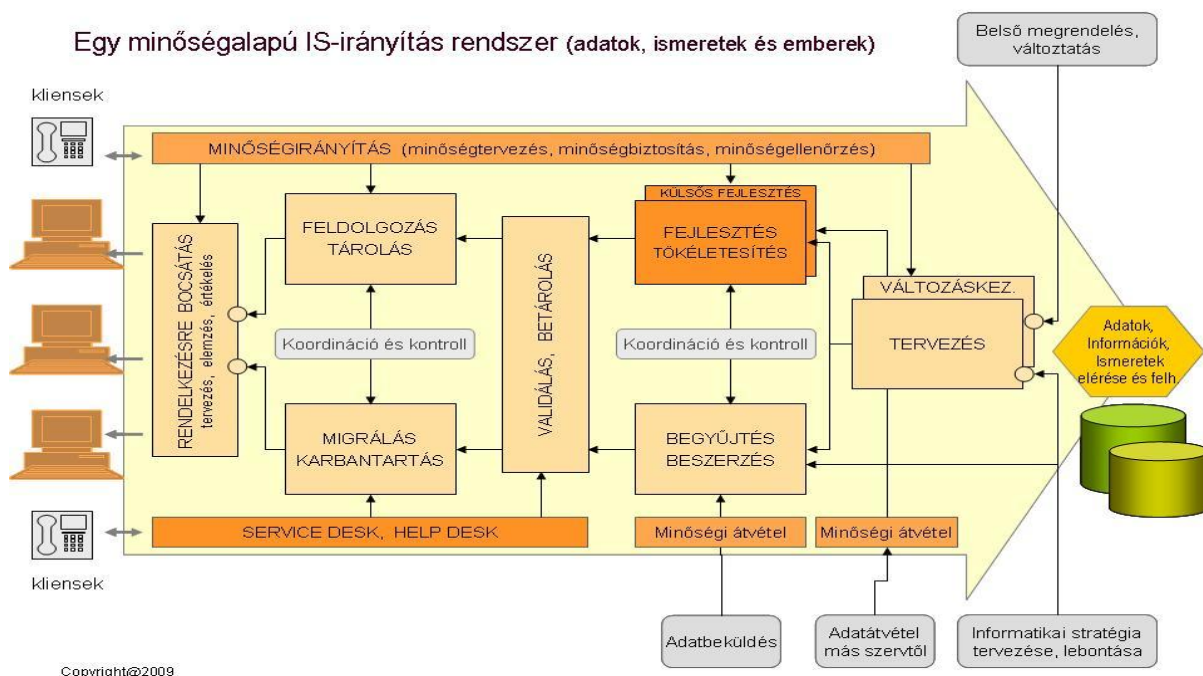 Egy minőségalapú IS-irányítás rendszer (adatok, ismeretek és emberek)
Belső megrendelés,
változtatás
kliensek
MINŐSÉGIRÁNYÍTÁS (minőségtervezés, minőségbiztosítás, minőségellenőrzés)
RENDELKEZÉSRE BOCSÁTÁS
tervezés, elemzés, értékelés
FELDOLGOZÁS
TÁROLÁS
VALIDÁLÁS, BETÁROLÁS
KÜLSŐS FEJLESZTÉS
FEJLESZTÉS
TÖKÉLETESÍTÉS
VÁLTOZÁSKEZ.
TERVEZÉS
Koordináció és kontroll
Koordináció és kontroll
Adatok,
Információk,
Ismeretek
elérése és felh.
MIGRÁLÁS
KARBANTARTÁS
BEGYŰJTÉS
BESZERZÉS
SERVICE DESK, HELP DESK
Minőségi átvétel
Minőségi átvétel
kliensek
Adatbeküldés
Adatátvétel
más szervtől
Informatikai stratégia
tervezése, lebontása
Copyright@2009